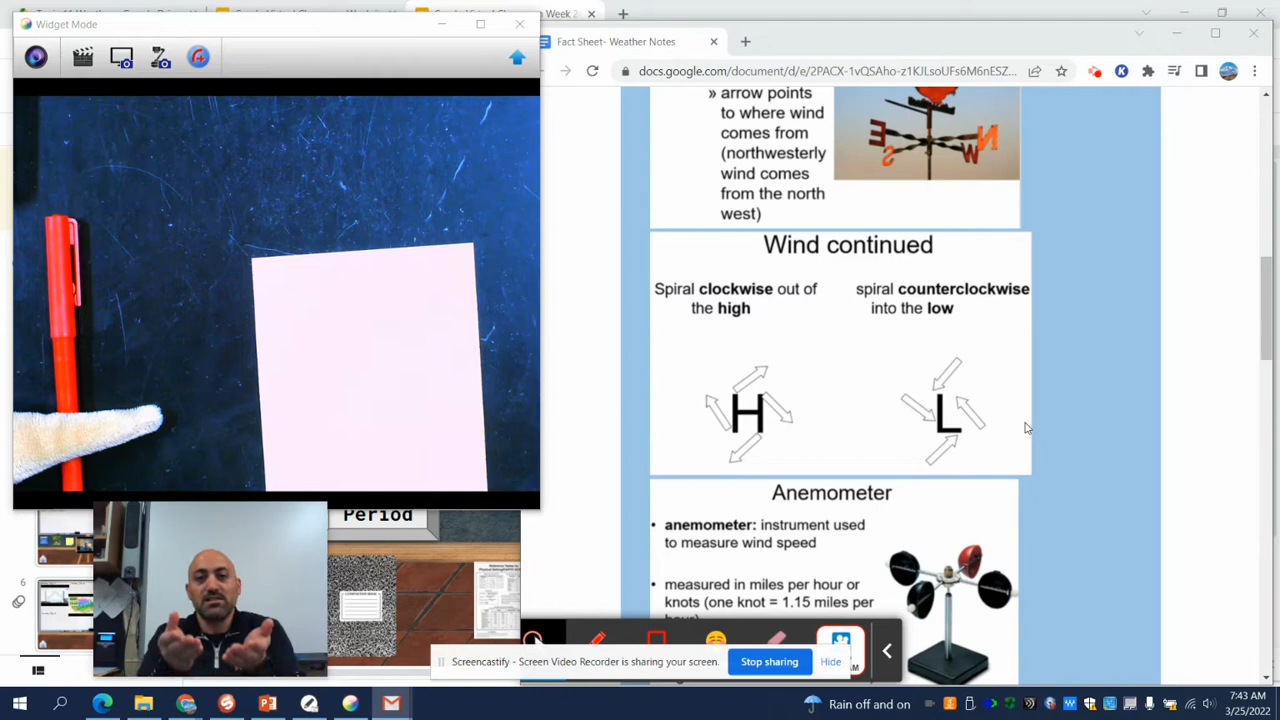 Widget Mode
Fact Sheet- Weather Notes
docs.google.com/document/d/e/2PACX-1vQSAho-z1KJLsoUFs6M6nESZ...
» arrow points
to where wind
comes from
(northwesterly
wind comes
from the north
west)
E
N
S
W
Wind continued
Spiral clockwise out of
the high
spiral counterclockwise
into the low
H
L
Anemometer
• anemometer: instrument used
to measure wind speed
• measured in miles per hour or
knots (one knot = 1.15 miles per
hour)
Period
6
Screencastify - Screen Video Recorder is sharing your screen.
Stop sharing
Hide
Rain off and on
7:43 AM
3/25/2022